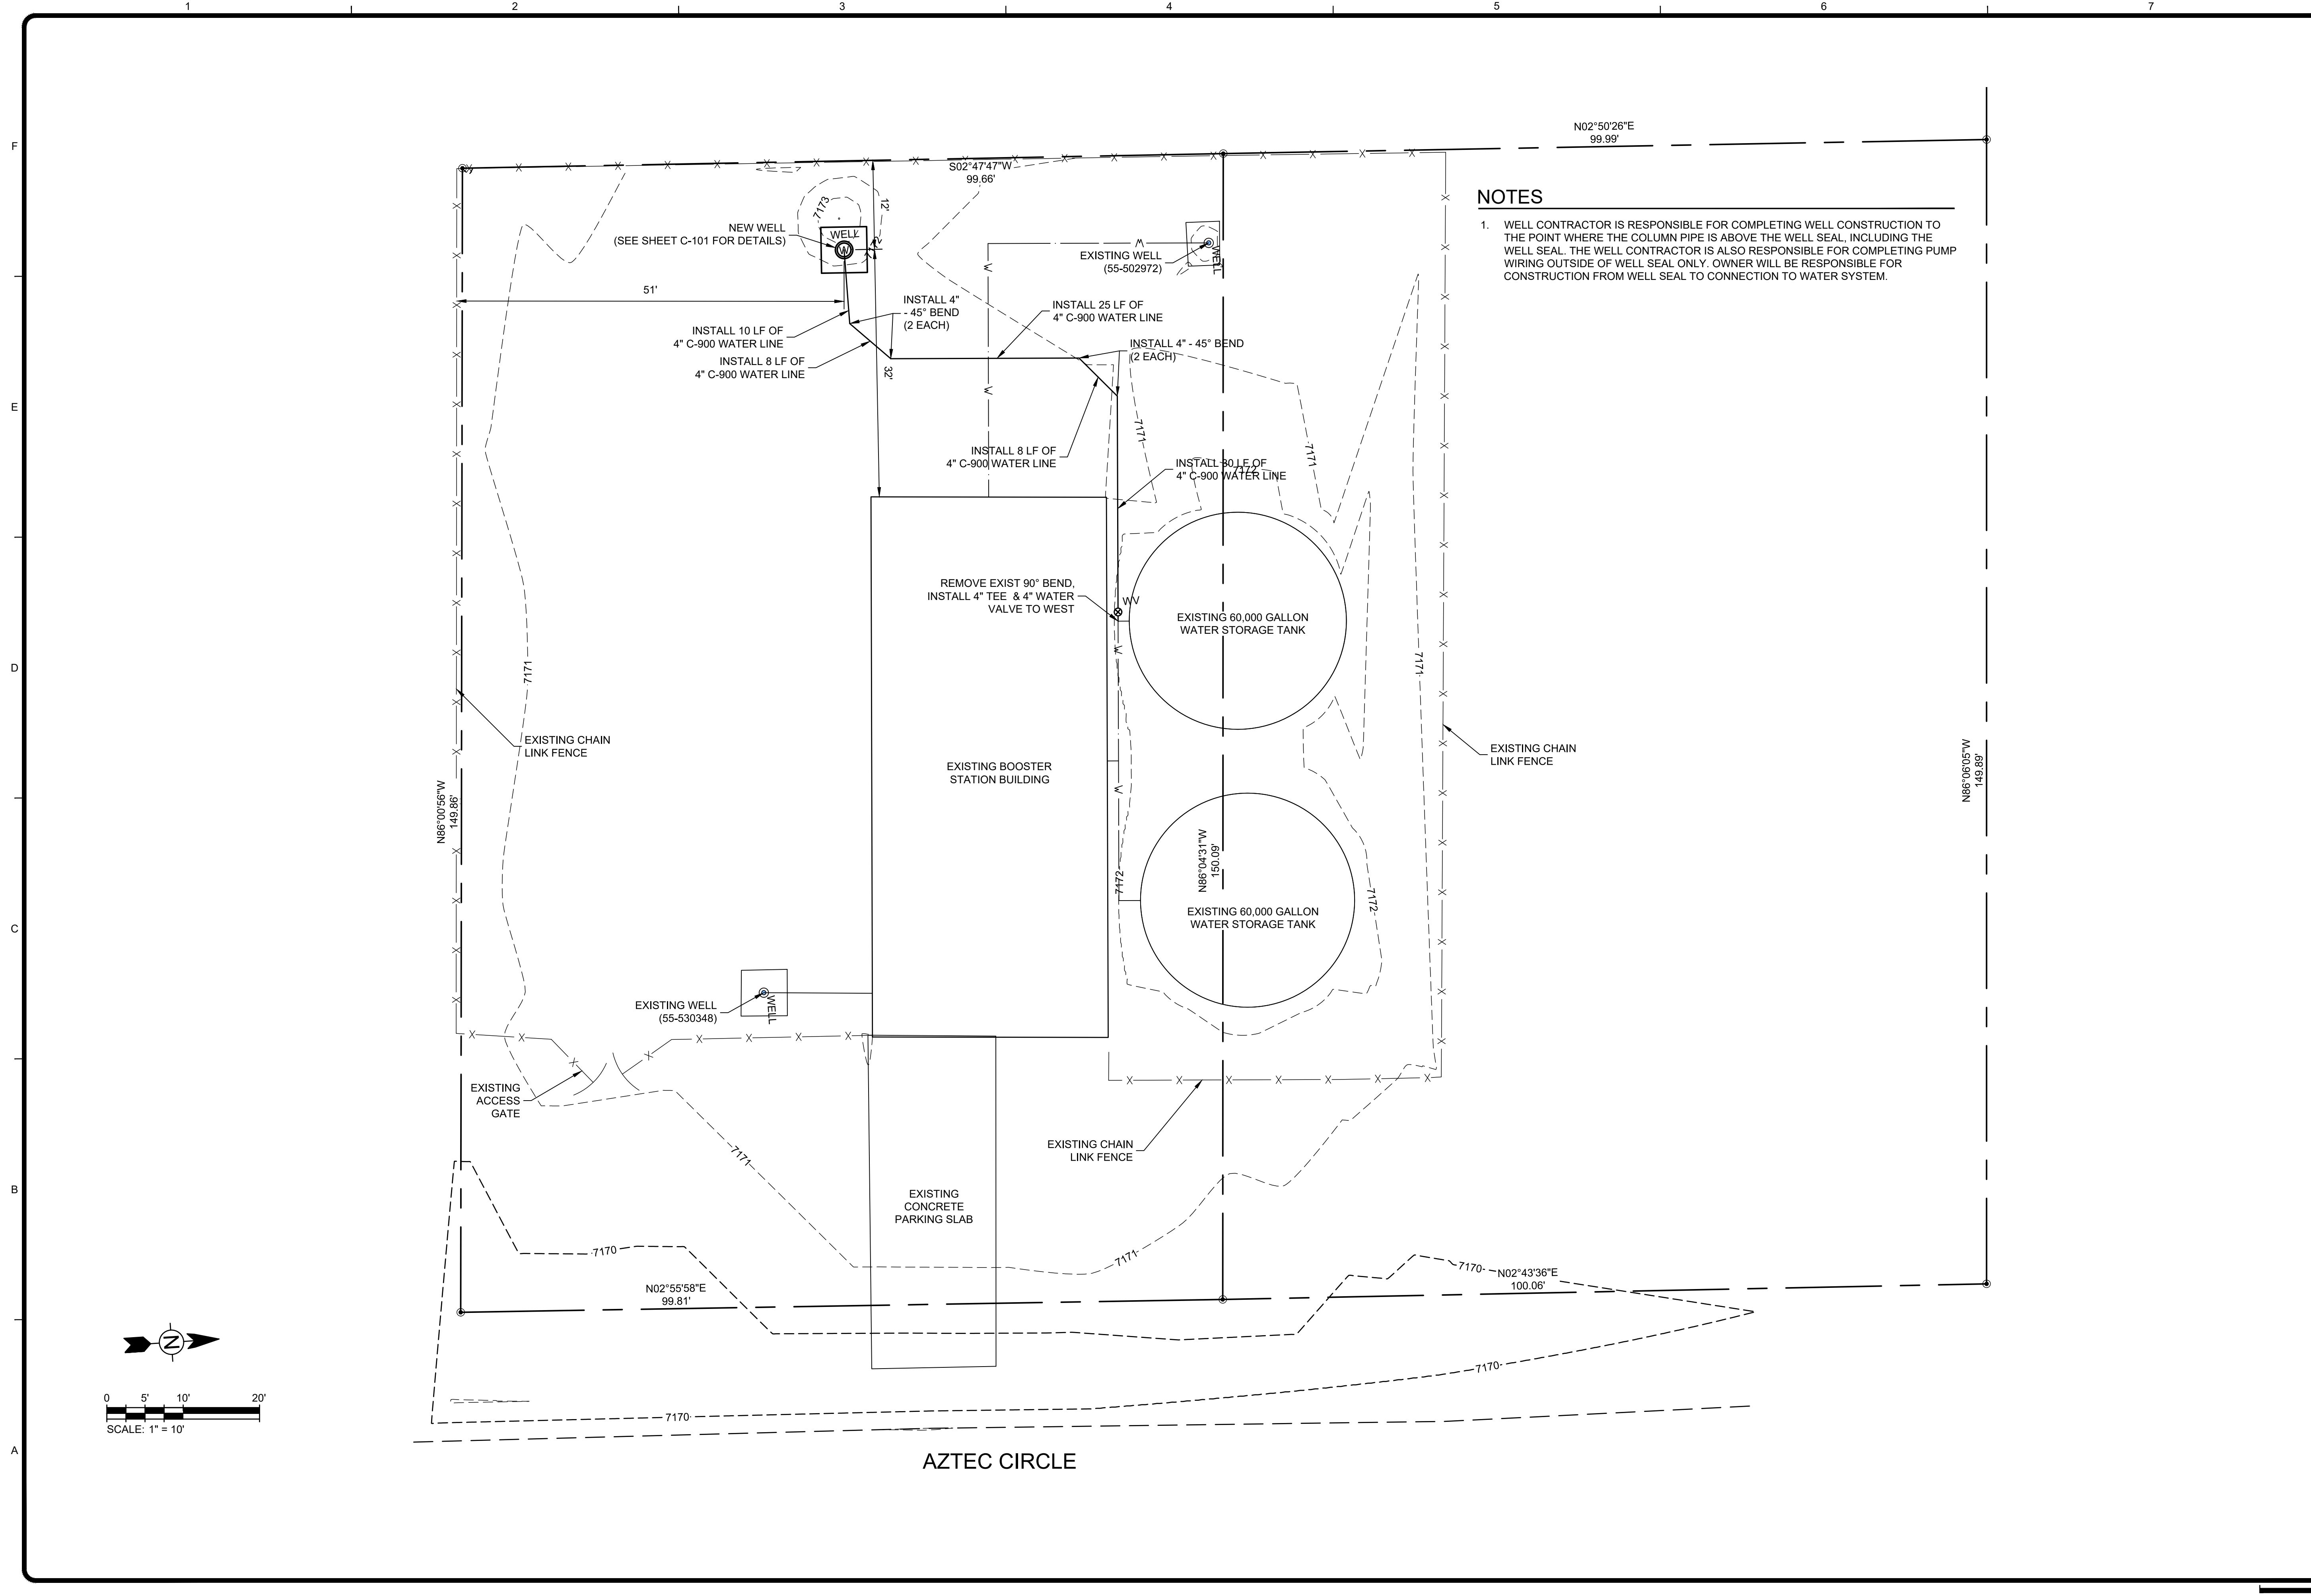 1 2 3 4 5 6 7
F
E
D
C
B
A
N02°50'26"E
99.99'
S02°47'47"W
99.66'
NOTES
1. WELL CONTRACTOR IS RESPONSIBLE FOR COMPLETING WELL CONSTRUCTION TO
THE POINT WHERE THE COLUMN PIPE IS ABOVE THE WELL SEAL, INCLUDING THE
WELL SEAL. THE WELL CONTRACTOR IS ALSO RESPONSIBLE FOR COMPLETING PUMP
WIRING OUTSIDE OF WELL SEAL ONLY. OWNER WILL BE RESPONSIBLE FOR
CONSTRUCTION FROM WELL SEAL TO CONNECTION TO WATER SYSTEM.
7173
12'
NEW WELL
(SEE SHEET C-101 FOR DETAILS)
WELL
W
EXISTING WELL
(55-502972)
WELL
W
W
W
51'
INSTALL 4"
- 45° BEND
(2 EACH)
INSTALL 25 LF OF
4" C-900 WATER LINE
INSTALL 10 LF OF
4" C-900 WATER LINE
INSTALL 8 LF OF
4" C-900 WATER LINE
INSTALL 4" - 45° BEND
(2 EACH)
32'
7171
7171
INSTALL 8 LF OF
4" C-900 WATER LINE
INSTALL 30 LF OF
4" C-900 WATER LINE
7172
REMOVE EXIST 90° BEND,
INSTALL 4" TEE & 4" WATER
VALVE TO WEST
WV
EXISTING 60,000 GALLON
WATER STORAGE TANK
W
W
7171
7171
EXISTING CHAIN
LINK FENCE
EXISTING CHAIN
LINK FENCE
EXISTING BOOSTER
STATION BUILDING
N86°00'56"W
149.86'
N86°04'31"W
150.09'
N86°06'05"W
149.89'
7172
7172
EXISTING 60,000 GALLON
WATER STORAGE TANK
EXISTING WELL
(55-530348)
WELL
EXISTING
ACCESS
GATE
EXISTING CHAIN
LINK FENCE
7171
EXISTING
CONCRETE
PARKING SLAB
7170
7171
7170
N02°55'58"E
99.81'
N02°43'36"E
100.06'
N
7170
7170
0 5' 10' 20'
SCALE: 1" = 10'
AZTEC CIRCLE